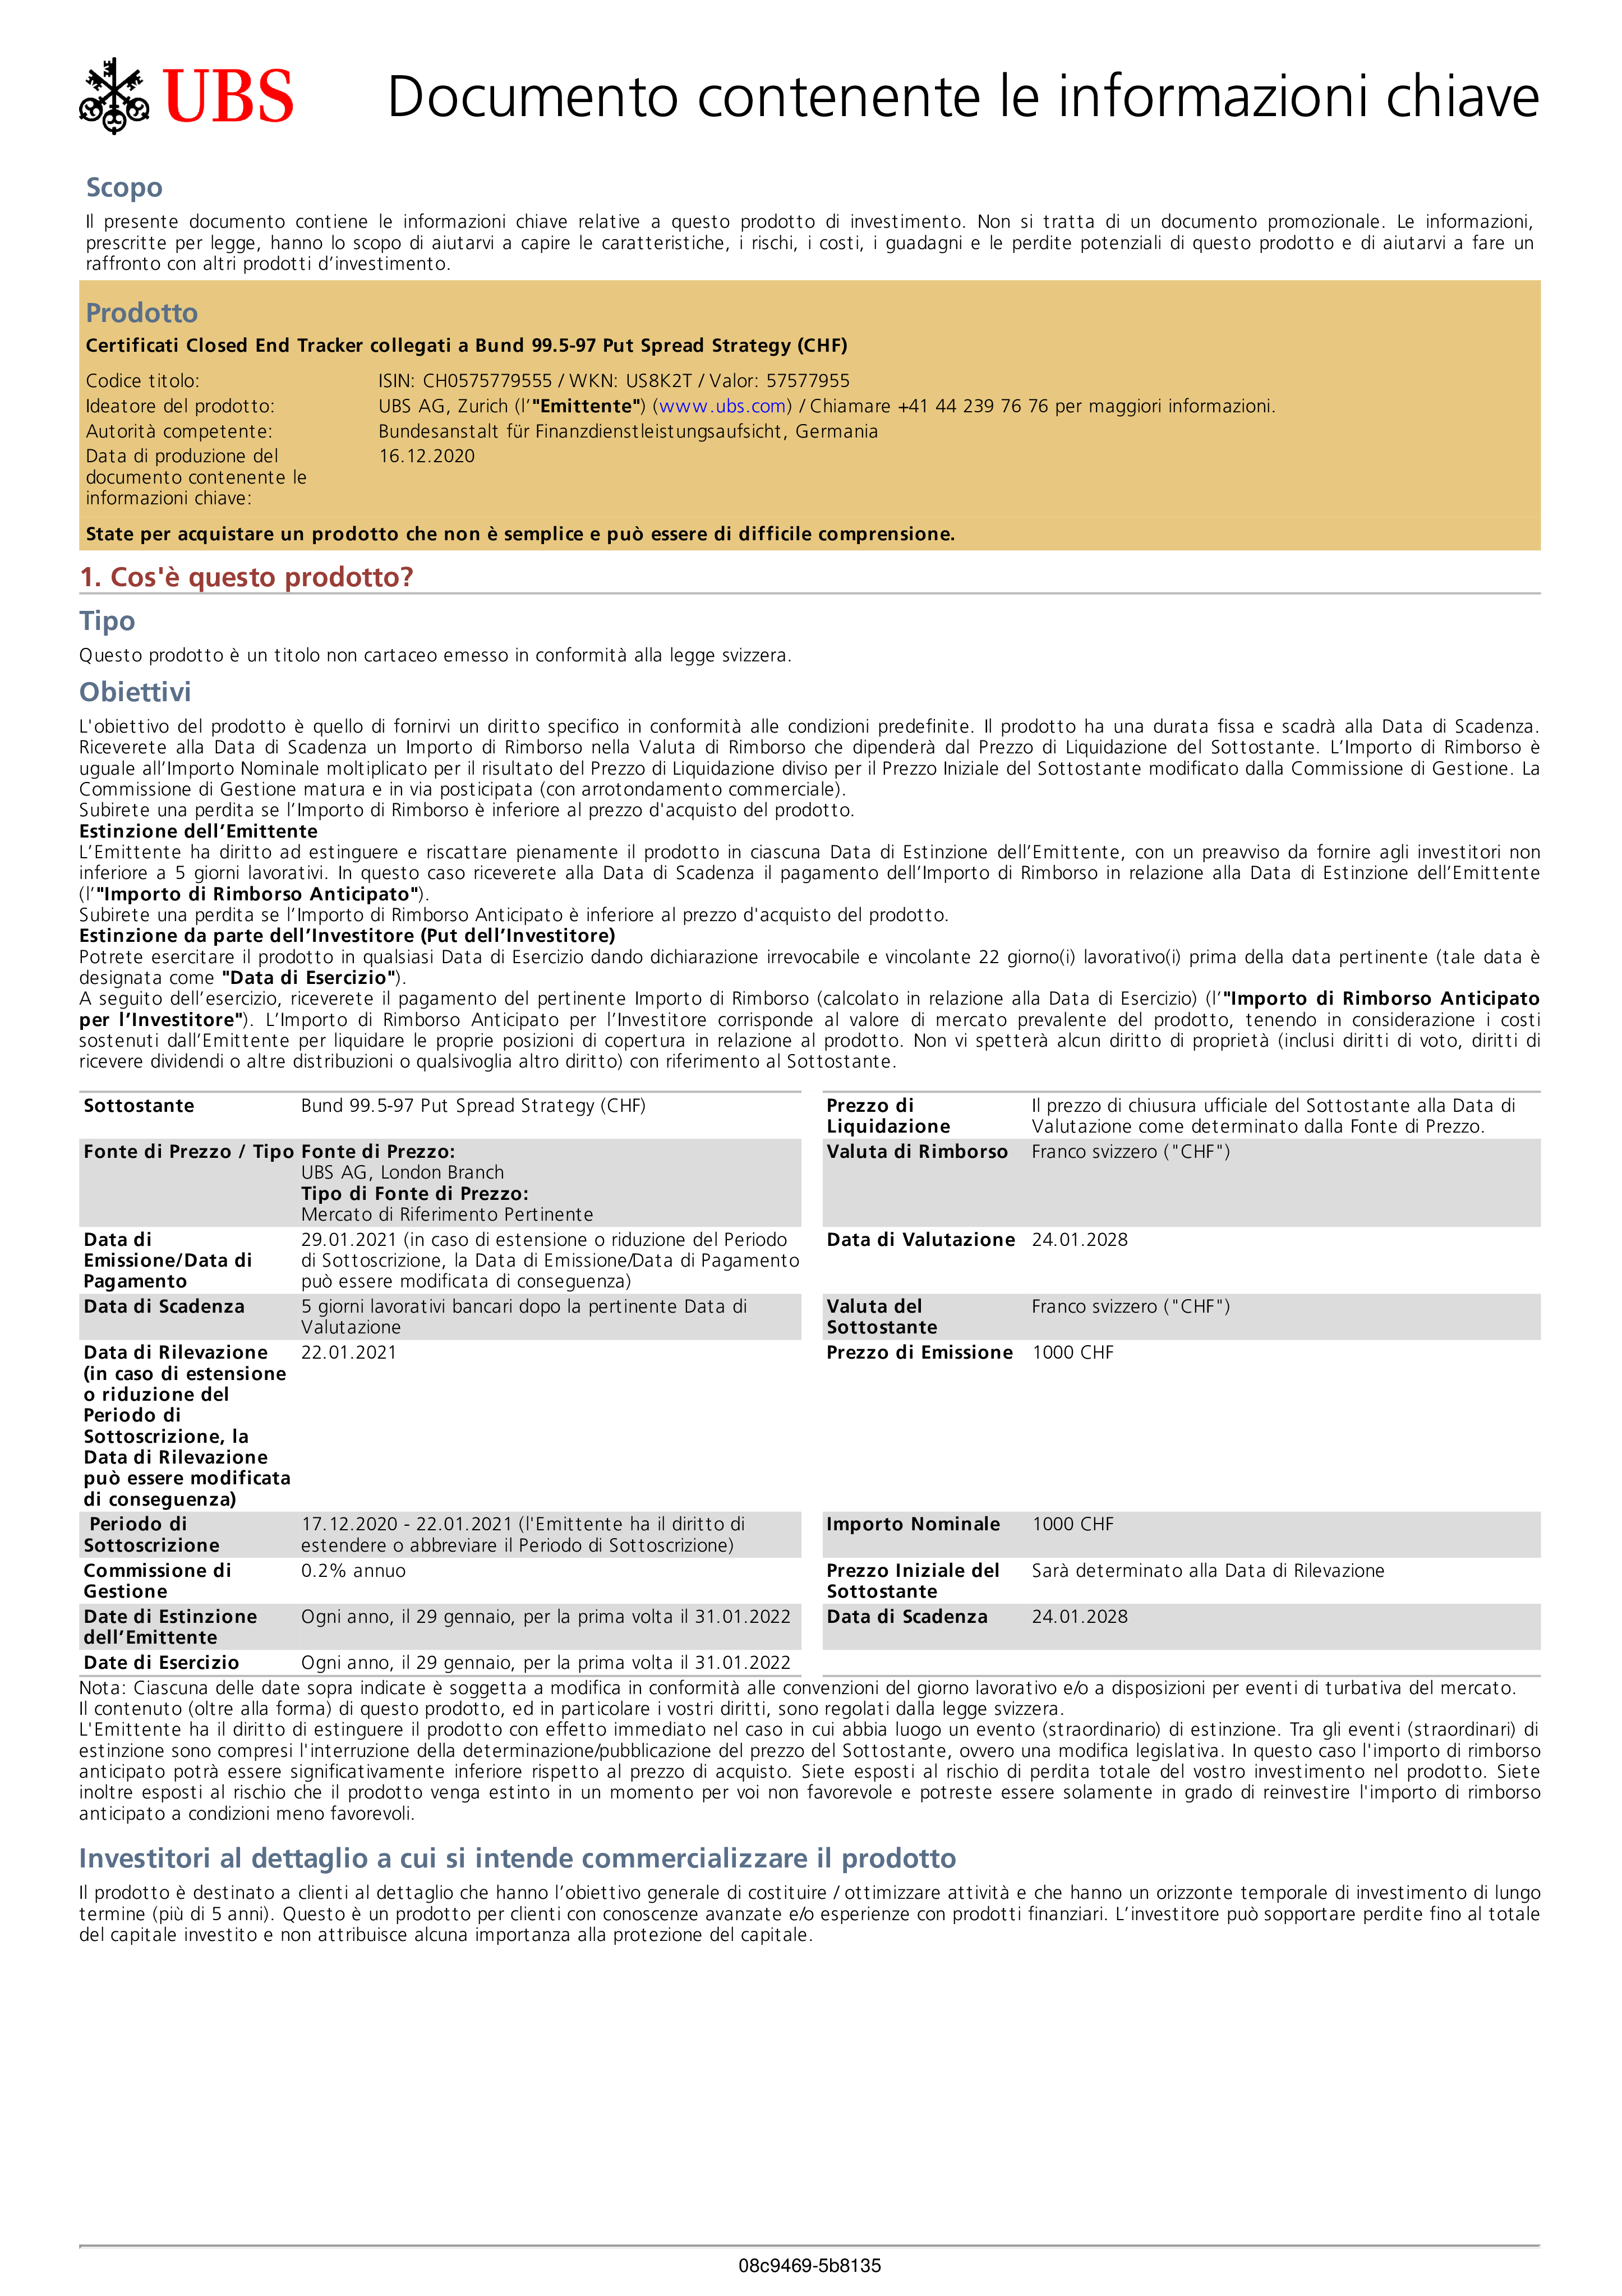 UBS
Documento contenente le informazioni chiave
Scopo
Il presente documento contiene le informazioni chiave relative a questo prodotto di investimento. Non si tratta di un documento promozionale. Le informazioni,
prescritte per legge, hanno lo scopo di aiutarvi a capire le caratteristiche, i rischi, i costi, i guadagni e le perdite potenziali di questo prodotto e di aiutarvi a fare un
raffronto con altri prodotti d’investimento.
Prodotto
Certificati Closed End Tracker collegati a Bund 99.5-97 Put Spread Strategy (CHF)
Codice titolo: ISIN: CH0575779555 / WKN: US8K2T / Valor: 57577955
Ideatore del prodotto: UBS AG, Zurich (l’"Emittente") (www.ubs.com) / Chiamare +41 44 239 76 76 per maggiori informazioni.
Autorità competente: Bundesanstalt für Finanzdienstleistungsaufsicht, Germania
Data di produzione del 16.12.2020
documento contenente le
informazioni chiave:
State per acquistare un prodotto che non è semplice e può essere di difficile comprensione.
1. Cos'è questo prodotto?
Tipo
Questo prodotto è un titolo non cartaceo emesso in conformità alla legge svizzera.
Obiettivi
L'obiettivo del prodotto è quello di fornirvi un diritto specifico in conformità alle condizioni predefinite. Il prodotto ha una durata fissa e scadrà alla Data di Scadenza.
Riceverete alla Data di Scadenza un Importo di Rimborso nella Valuta di Rimborso che dipenderà dal Prezzo di Liquidazione del Sottostante. L’Importo di Rimborso è
uguale all’Importo Nominale moltiplicato per il risultato del Prezzo di Liquidazione diviso per il Prezzo Iniziale del Sottostante modificato dalla Commissione di Gestione. La
Commissione di Gestione matura e in via posticipata (con arrotondamento commerciale).
Subirete una perdita se l’Importo di Rimborso è inferiore al prezzo d'acquisto del prodotto.
Estinzione dell’Emittente
L’Emittente ha diritto ad estinguere e riscattare pienamente il prodotto in ciascuna Data di Estinzione dell’Emittente, con un preavviso da fornire agli investitori non
inferiore a 5 giorni lavorativi. In questo caso riceverete alla Data di Scadenza il pagamento dell’Importo di Rimborso in relazione alla Data di Estinzione dell’Emittente
(l’"Importo di Rimborso Anticipato").
Subirete una perdita se l’Importo di Rimborso Anticipato è inferiore al prezzo d'acquisto del prodotto.
Estinzione da parte dell’Investitore (Put dell’Investitore)
Potrete esercitare il prodotto in qualsiasi Data di Esercizio dando dichiarazione irrevocabile e vincolante 22 giorno(i) lavorativo(i) prima della data pertinente (tale data è
designata come "Data di Esercizio").
A seguito dell’esercizio, riceverete il pagamento del pertinente Importo di Rimborso (calcolato in relazione alla Data di Esercizio) (l’"Importo di Rimborso Anticipato
per l’Investitore"). L’Importo di Rimborso Anticipato per l’Investitore corrisponde al valore di mercato prevalente del prodotto, tenendo in considerazione i costi
sostenuti dall’Emittente per liquidare le proprie posizioni di copertura in relazione al prodotto. Non vi spetterà alcun diritto di proprietà (inclusi diritti di voto, diritti di
ricevere dividendi o altre distribuzioni o qualsivoglia altro diritto) con riferimento al Sottostante.
Sottostante Bund 99.5-97 Put Spread Strategy (CHF)
Prezzo di Il prezzo di chiusura ufficiale del Sottostante alla Data di
Liquidazione Valutazione come determinato dalla Fonte di Prezzo.
Fonte di Prezzo / Tipo Fonte di Prezzo:
UBS AG, London Branch
Tipo di Fonte di Prezzo:
Mercato di Riferimento Pertinente
Valuta di Rimborso Franco svizzero ("CHF")
Data di 29.01.2021 (in caso di estensione o riduzione del Periodo
Emissione/Data di di Sottoscrizione, la Data di Emissione/Data di Pagamento
Pagamento può essere modificata di conseguenza)
Data di Valutazione 24.01.2028
Data di Scadenza 5 giorni lavorativi bancari dopo la pertinente Data di
Valutazione
Valuta del Franco svizzero ("CHF")
Sottostante
Data di Rilevazione 22.01.2021
(in caso di estensione
o riduzione del
Periodo di
Sottoscrizione, la
Data di Rilevazione
può essere modificata
di conseguenza)
Prezzo di Emissione 1000 CHF
Periodo di 17.12.2020 - 22.01.2021 (l'Emittente ha il diritto di
Sottoscrizione estendere o abbreviare il Periodo di Sottoscrizione)
Importo Nominale 1000 CHF
Commissione di 0.2% annuo
Gestione
Prezzo Iniziale del Sarà determinato alla Data di Rilevazione
Sottostante
Date di Estinzione Ogni anno, il 29 gennaio, per la prima volta il 31.01.2022
dell’Emittente
Data di Scadenza 24.01.2028
Date di Esercizio Ogni anno, il 29 gennaio, per la prima volta il 31.01.2022
Nota: Ciascuna delle date sopra indicate è soggetta a modifica in conformità alle convenzioni del giorno lavorativo e/o a disposizioni per eventi di turbativa del mercato.
Il contenuto (oltre alla forma) di questo prodotto, ed in particolare i vostri diritti, sono regolati dalla legge svizzera.
L'Emittente ha il diritto di estinguere il prodotto con effetto immediato nel caso in cui abbia luogo un evento (straordinario) di estinzione. Tra gli eventi (straordinari) di
estinzione sono compresi l'interruzione della determinazione/pubblicazione del prezzo del Sottostante, ovvero una modifica legislativa. In questo caso l'importo di rimborso
anticipato potrà essere significativamente inferiore rispetto al prezzo di acquisto. Siete esposti al rischio di perdita totale del vostro investimento nel prodotto. Siete
inoltre esposti al rischio che il prodotto venga estinto in un momento per voi non favorevole e potreste essere solamente in grado di reinvestire l'importo di rimborso
anticipato a condizioni meno favorevoli.
Investitori al dettaglio a cui si intende commercializzare il prodotto
Il prodotto è destinato a clienti al dettaglio che hanno l’obiettivo generale di costituire / ottimizzare attività e che hanno un orizzonte temporale di investimento di lungo
termine (più di 5 anni). Questo è un prodotto per clienti con conoscenze avanzate e/o esperienze con prodotti finanziari. L’investitore può sopportare perdite fino al totale
del capitale investito e non attribuisce alcuna importanza alla protezione del capitale.
08c9469-5b8135